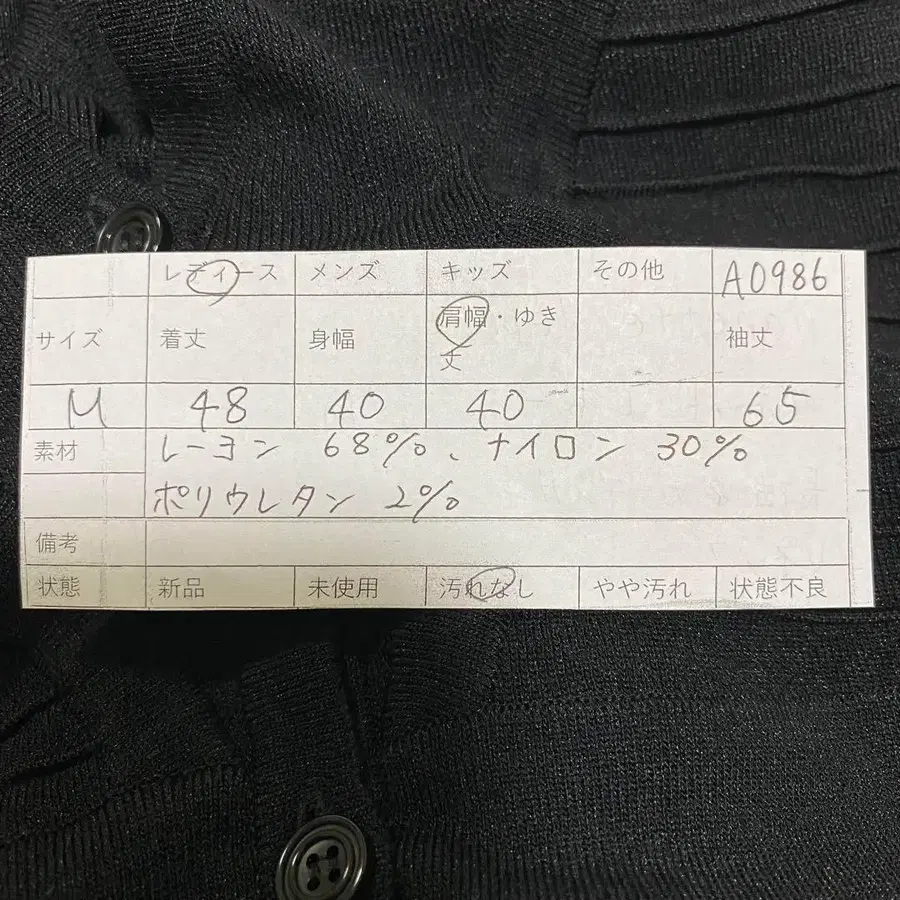 レディース メンズ キッズ その他 A0986
サイズ 着丈 身幅 肩幅・ゆき丈 袖丈
M 48 40 40 65
素材 レーヨン 68%、ナイロン 30%
ポリウレタン 2%
備考
状態 新品 未使用 汚れなし やや汚れ 状態不良